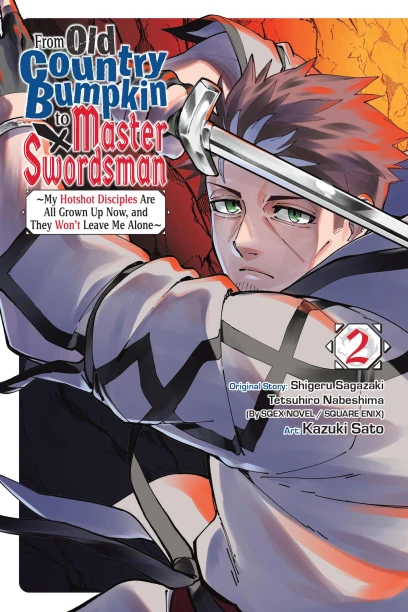 From Old
Country
Bumpkin
to Master
Swordsman
~My Hotshot Disciples Are
All Grown Up Now, and
They Won't Leave Me Alone~
2
Original Story: Shigeru Sagazaki
Tetsuhiro Nabeshima
(By SQEX NOVEL / SQUARE ENIX)
Art: Kazuki Sato